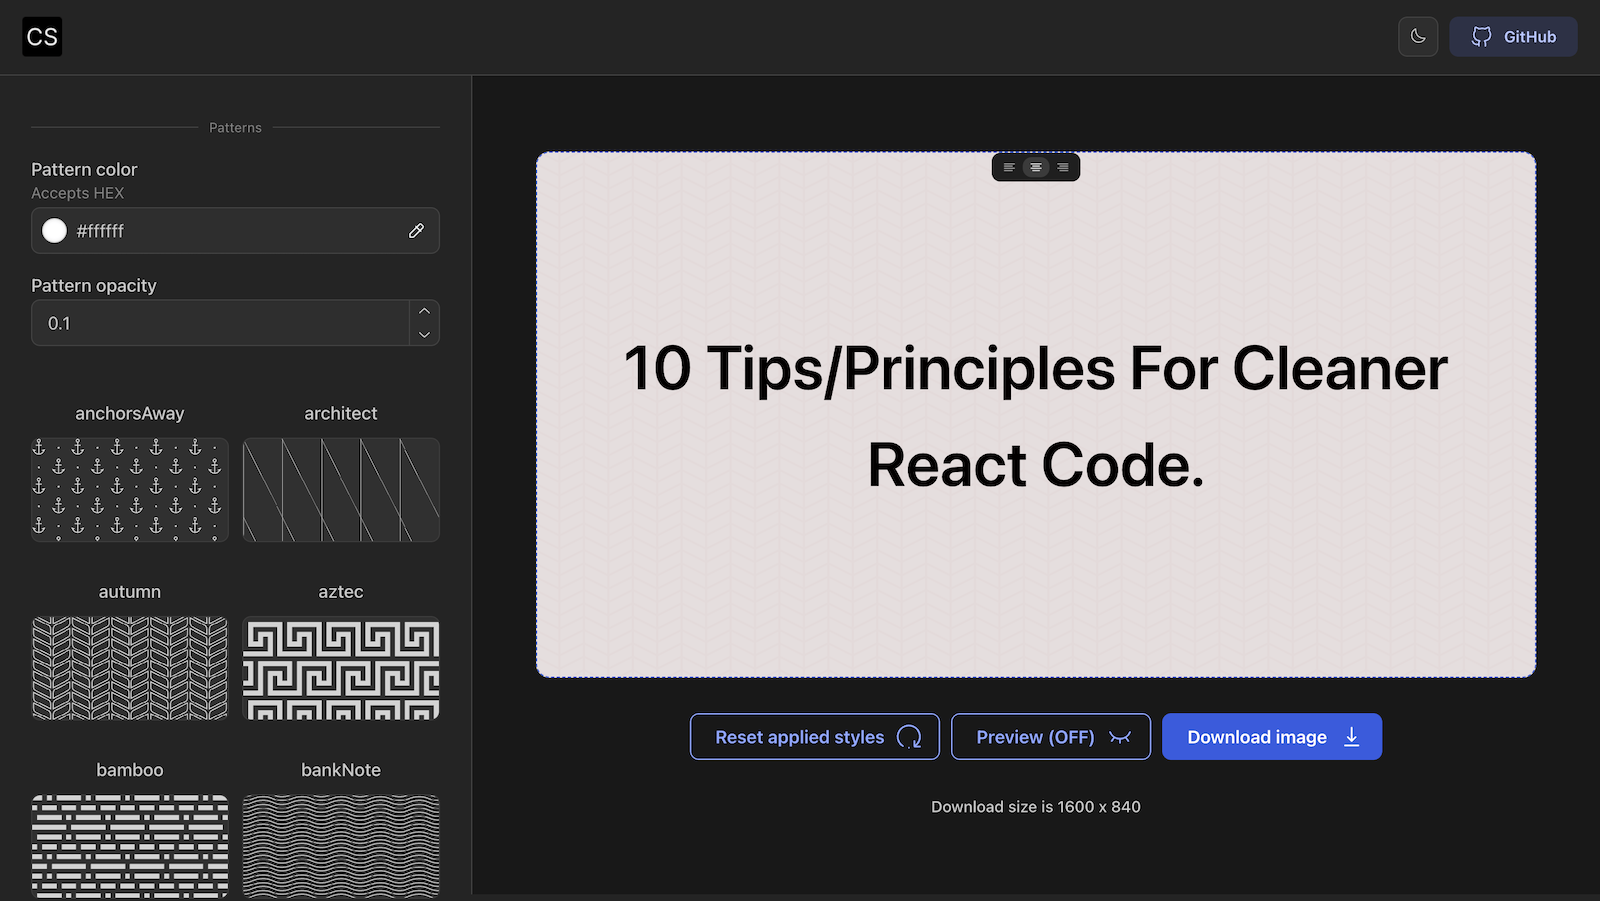 CS
GitHub
Patterns
Pattern color
Accepts HEX
#ffffff
Pattern opacity
0.1
anchorsAway
architect
autumn
aztec
bamboo
bankNote
10 Tips/Principles For Cleaner
React Code.
Reset applied styles
Preview (OFF)
Download image
Download size is 1600 x 840